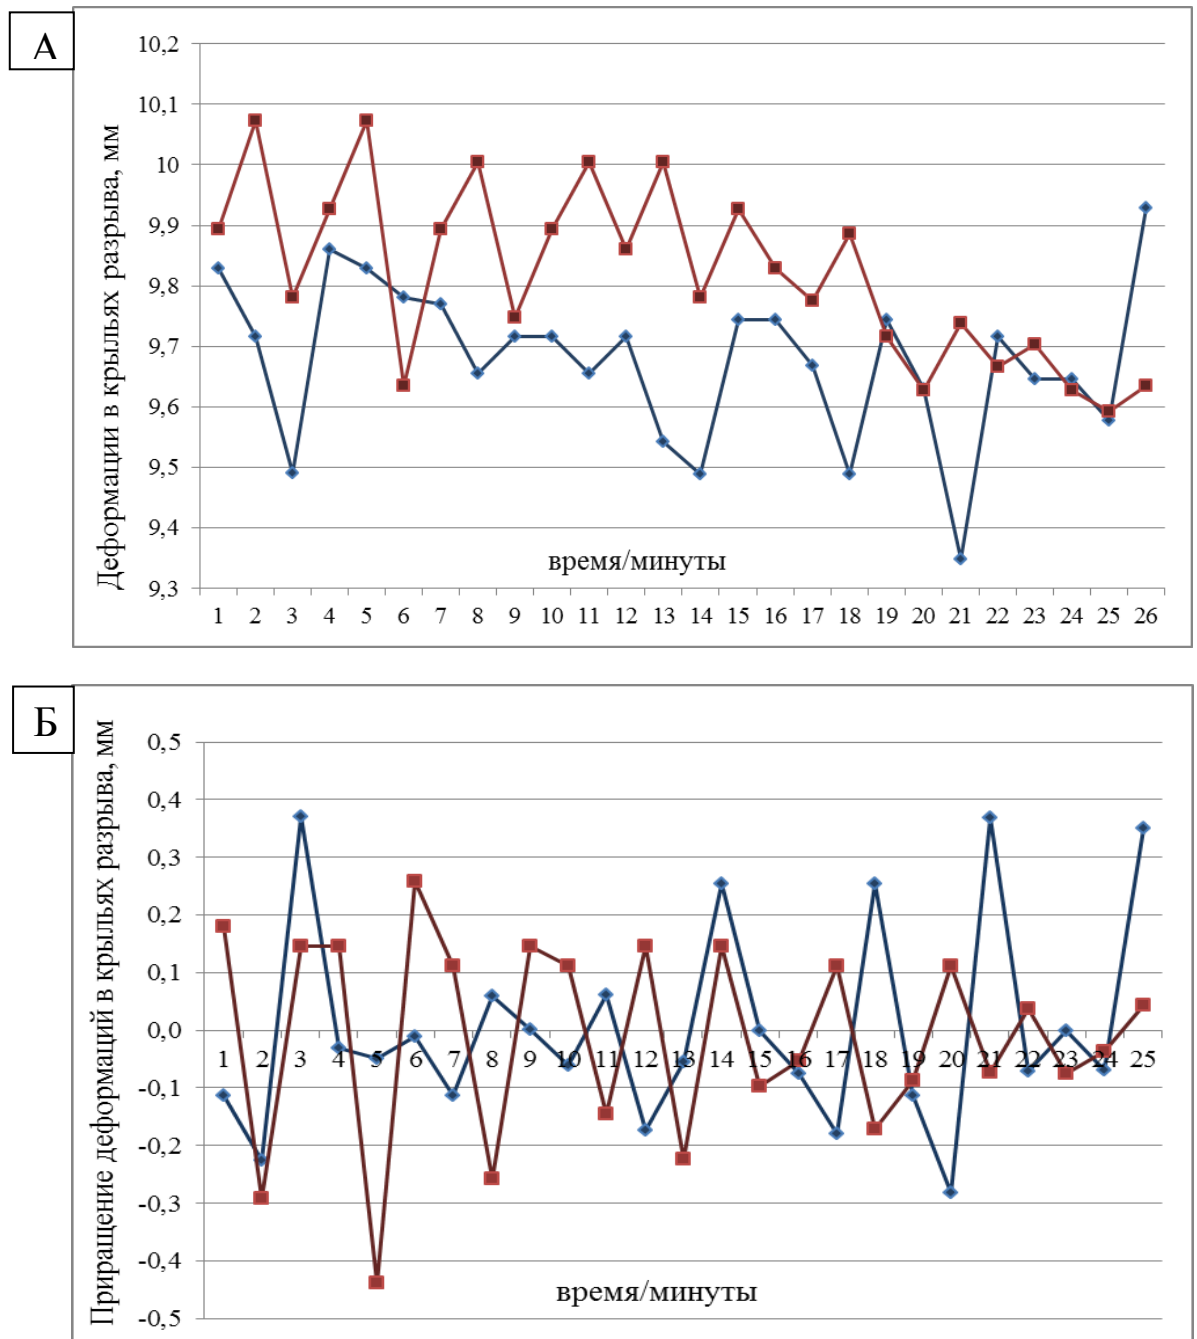 А
Деформации в крыльях разрыва, мм
10,2
10,1
10
9,9
9,8
9,7
9,6
9,5
9,4
9,3
время/минуты
1 2 3 4 5 6 7 8 9 10 11 12 13 14 15 16 17 18 19 20 21 22 23 24 25 26
Б
Приращение деформаций в крыльях разрыва, мм
0,5
0,4
0,3
0,2
0,1
0,0
-0,1
-0,2
-0,3
-0,4
-0,5
1 2 3 4 5 6 7 8 9 10 11 12 13 14 15 16 17 18 19 20 21 22 23 24 25
время/минуты